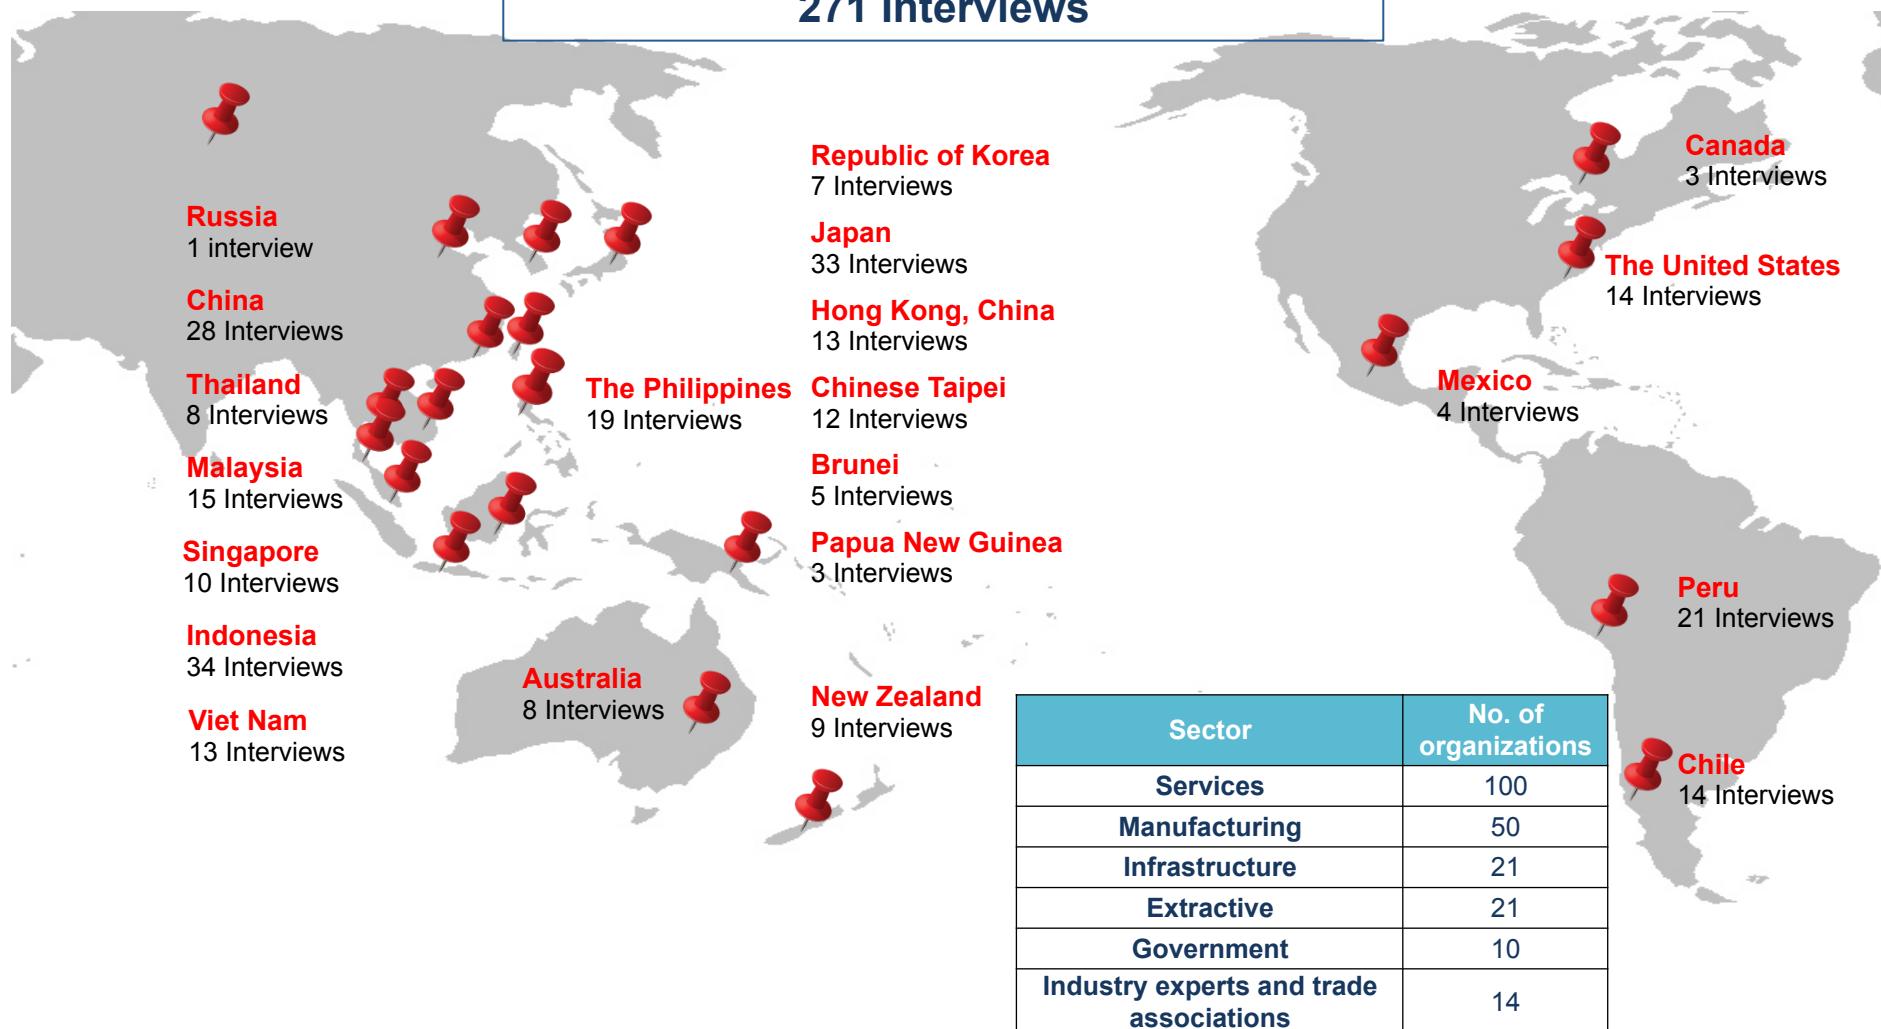 271 Interviews
Russia
1 interview
China
28 Interviews
Thailand
8 Interviews
Malaysia
15 Interviews
Singapore
10 Interviews
Indonesia
34 Interviews
Viet Nam
13 Interviews
The Philippines
19 Interviews
Australia
8 Interviews
Republic of Korea
7 Interviews
Japan
33 Interviews
Hong Kong, China
13 Interviews
Chinese Taipei
12 Interviews
Brunei
5 Interviews
Papua New Guinea
3 Interviews
New Zealand
9 Interviews
Canada
3 Interviews
The United States
14 Interviews
Mexico
4 Interviews
Peru
21 Interviews
Chile
14 Interviews
Sector No. of
organizations
Services 100
Manufacturing 50
Infrastructure 21
Extractive 21
Government 10
Industry experts and trade
associations 14